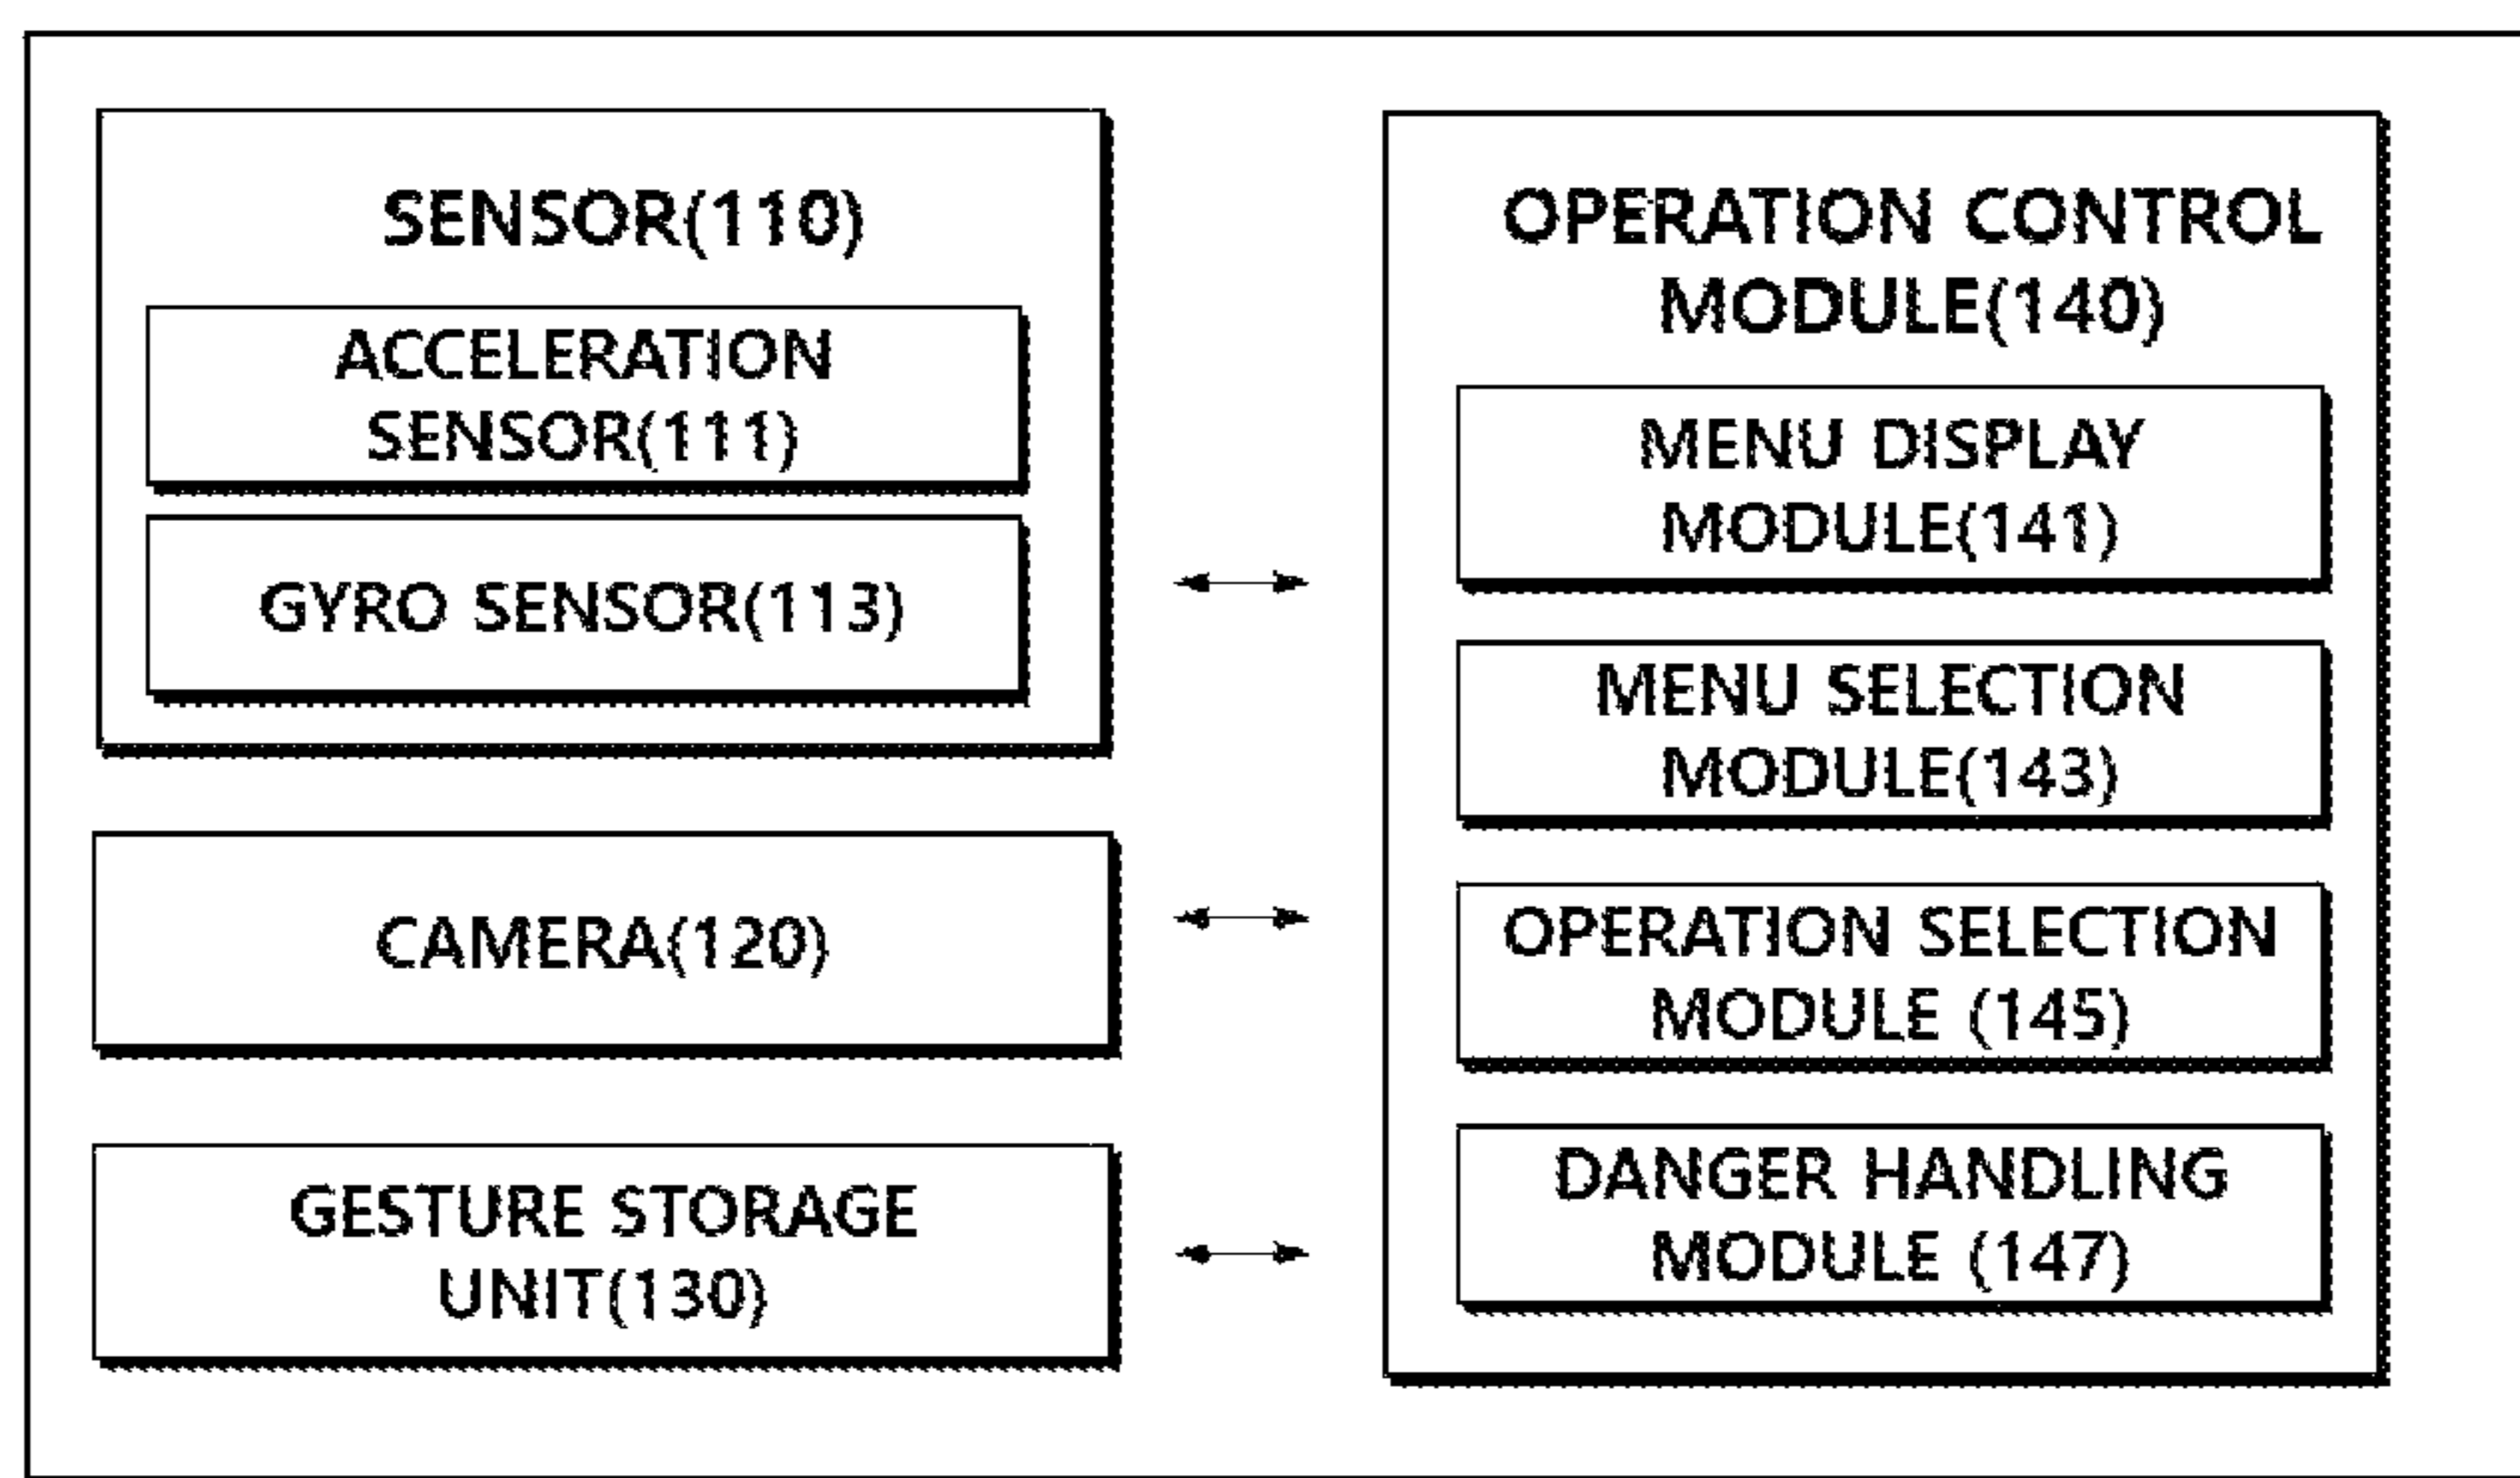 SENSOR(110)
ACCELERATION
SENSOR(111)
GYRO SENSOR(113)
CAMERA(120)
GESTURE STORAGE
UNIT(130)
OPERATION CONTROL
MODULE(140)
MENU DISPLAY
MODULE(141)
MENU SELECTION
MODULE(143)
OPERATION SELECTION
MODULE (145)
DANGER HANDLING
MODULE (147)